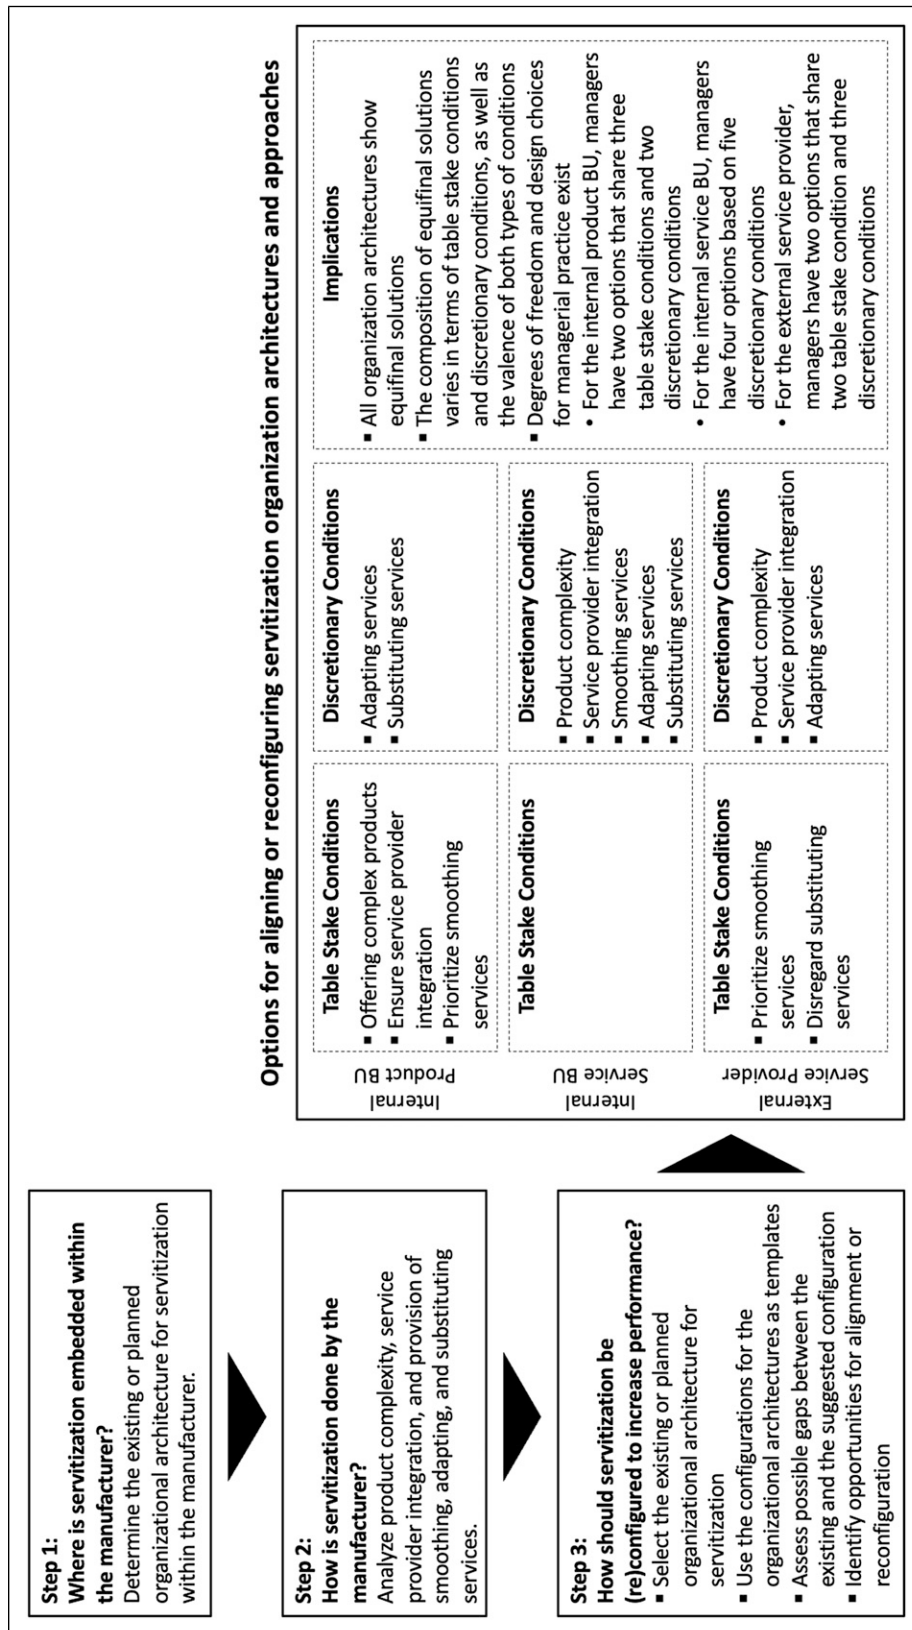 Step 1:
Where is servitization embedded within
the manufacturer?
Determine the existing or planned
organizational architecture for servitization
within the manufacturer.
Step 2:
How is servitization done by the
manufacturer?
Analyze product complexity, service
provider integration, and provision of
smoothing, adapting, and substituting
services.
Step 3:
How should servitization be
(re)configured to increase performance?
▪ Select the existing or planned
organizational architecture for
servitization
▪ Use the configurations for the
organizational architectures as templates
▪ Assess possible gaps between the
existing and the suggested configuration
▪ Identify opportunities for alignment or
reconfiguration
Options for aligning or reconfiguring servitization organization architectures and approaches
Internal
Product BU
Table Stake Conditions
▪ Offering complex products
▪ Ensure service provider
integration
▪ Prioritize smoothing
services
Discretionary Conditions
▪ Adapting services
▪ Substituting services
Internal
Service BU
Table Stake Conditions
Discretionary Conditions
▪ Product complexity
▪ Service provider integration
▪ Smoothing services
▪ Adapting services
▪ Substituting services
External
Service Provider
Table Stake Conditions
▪ Prioritize smoothing
services
▪ Disregard substituting
services
Discretionary Conditions
▪ Product complexity
▪ Service provider integration
▪ Adapting services
Implications
▪ All organization architectures show
equifinal solutions
▪ The composition of equifinal solutions
varies in terms of table stake conditions
and discretionary conditions, as well as
the valence of both types of conditions
▪ Degrees of freedom and design choices
for managerial practice exist
• For the internal product BU, managers
have two options that share three
table stake conditions and two
discretionary conditions
• For the internal service BU, managers
have four options based on five
discretionary conditions
• For the external service provider,
managers have two options that share
two table stake condition and three
discretionary conditions